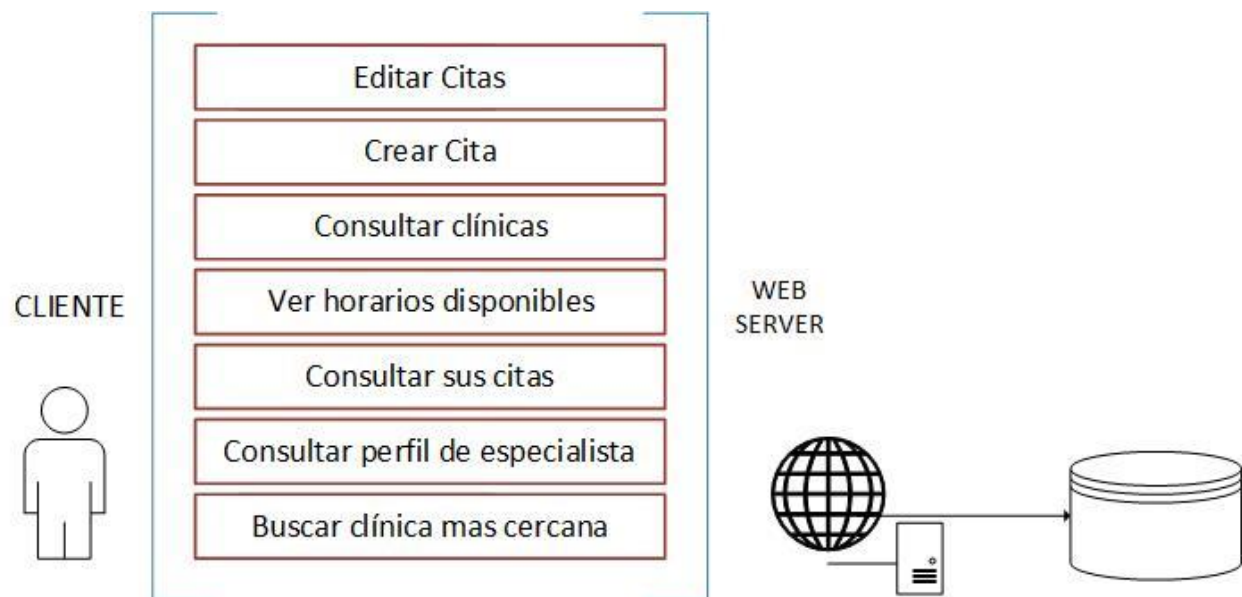 Editar Citas
Crear Cita
Consultar clínicas
Ver horarios disponibles
Consultar sus citas
Consultar perfil de especialista
Buscar clínica mas cercana
CLIENTE
WEB
SERVER